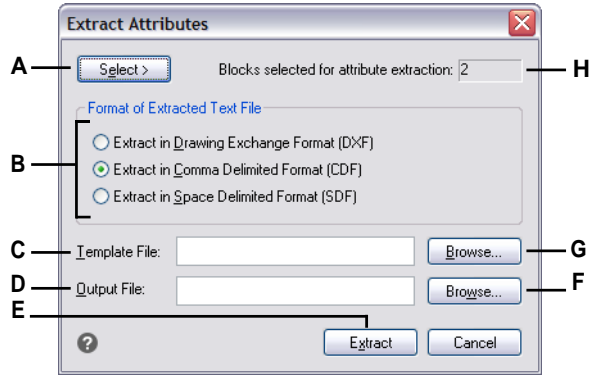 Extract Attributes
A Select > Blocks selected for attribute extraction: 2 H
Format of Extracted Text File
Extract in Drawing Exchange Format (DXF)
B Extract in Comma Delimited Format (CDF)
Extract in Space Delimited Format (SDF)
C Template File: Browse... G
D Output File: Browse... F
E
? Extract Cancel